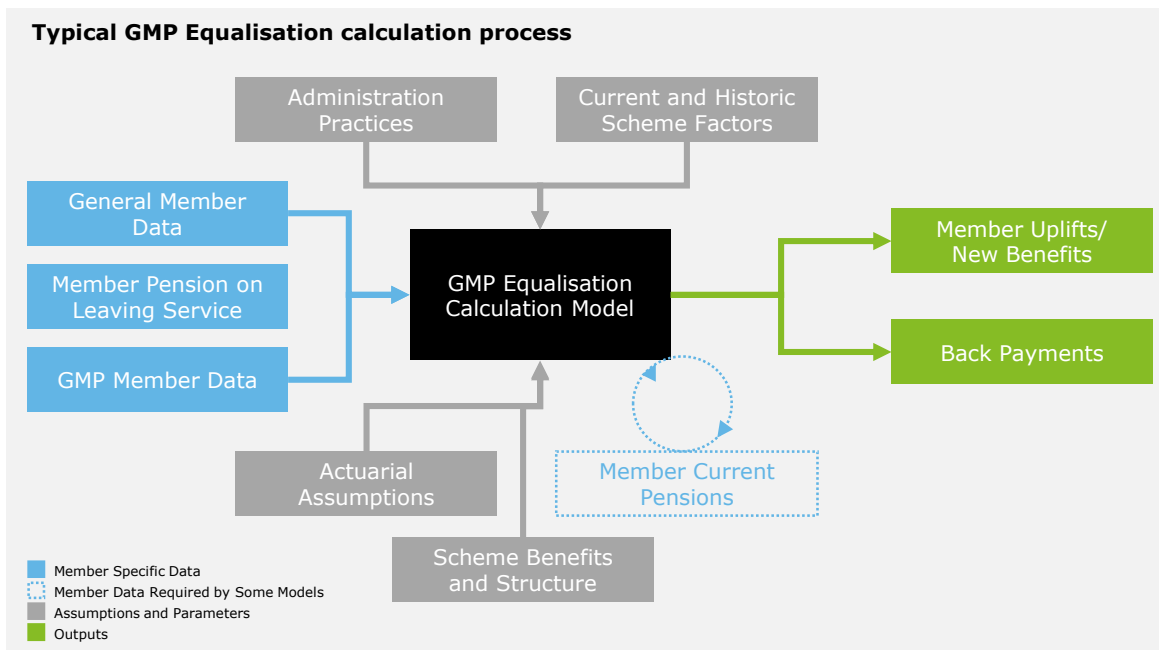 Typical GMP Equalisation calculation process
Administration
Practices
Current and Historic
Scheme Factors
General Member
Data
Member Pension on
Leaving Service
GMP Member Data
GMP Equalisation
Calculation Model
Member Uplifts/
New Benefits
Back Payments
Actuarial
Assumptions
Member Current
Pensions
Scheme Benefits
and Structure
Member Specific Data
Member Data Required by Some Models
Assumptions and Parameters
Outputs